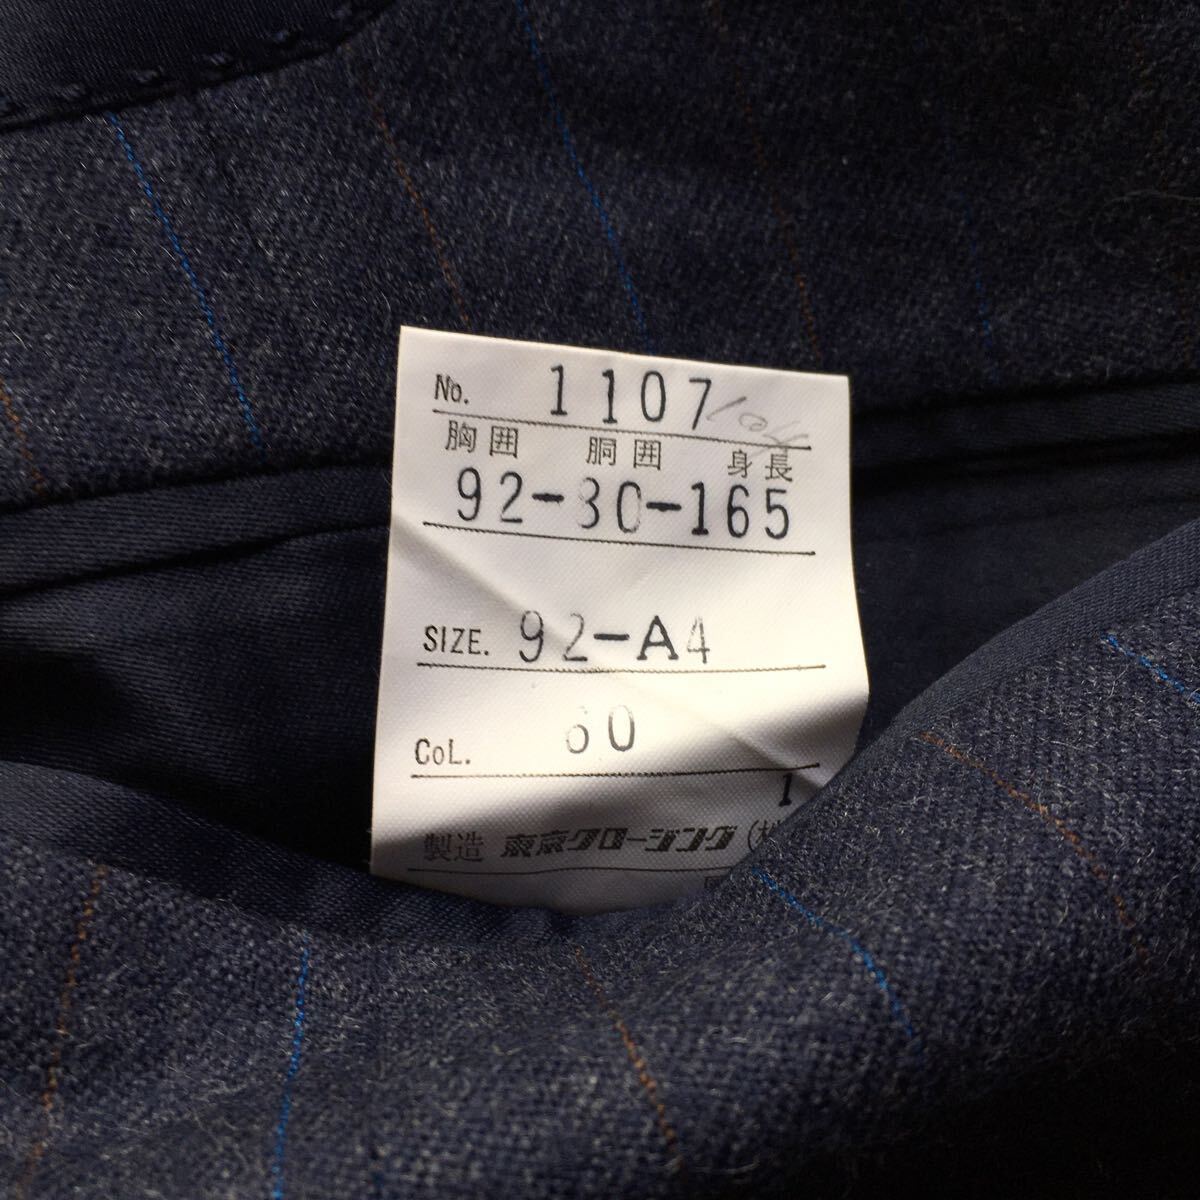 No. 1107
胸囲 胴囲 身長
92-80-165
SIZE. 92-A4
COL. 60
1
製造 東京クロージング(株